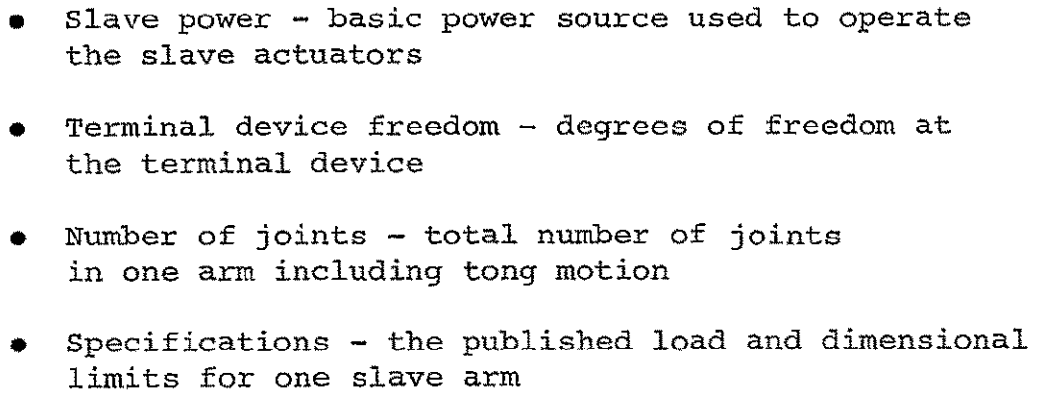 • Slave power - basic power source used to operate
the slave actuators
• Terminal device freedom - degrees of freedom at
the terminal device
• Number of joints - total number of joints
in one arm including tong motion
• Specifications - the published load and dimensional
limits for one slave arm